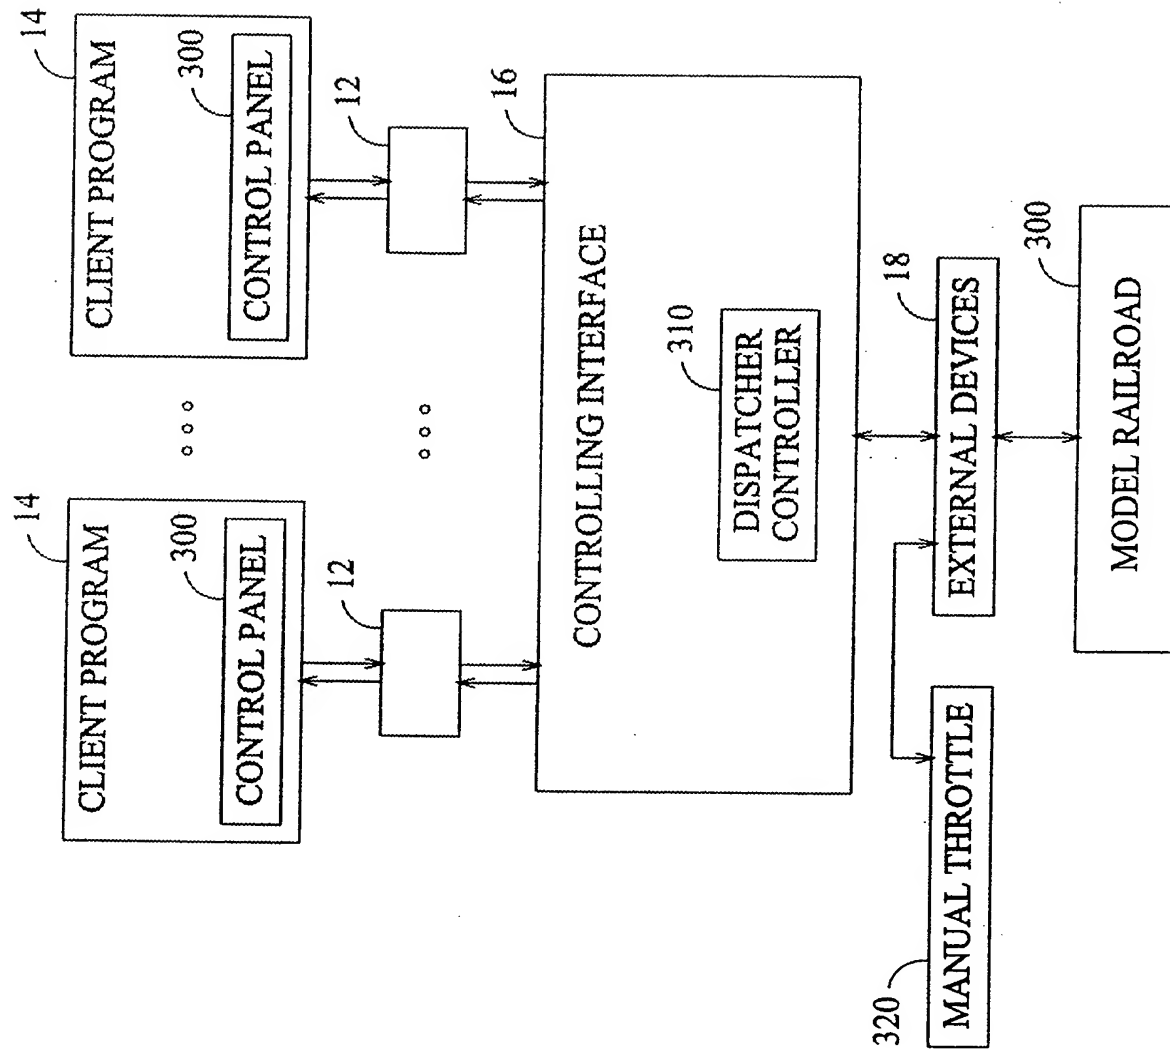 14
CLIENT PROGRAM
300
CONTROL PANEL
12
14
CLIENT PROGRAM
300
CONTROL PANEL
12
16
CONTROLLING INTERFACE
310
DISPATCHER
CONTROLLER
18
EXTERNAL DEVICES
320
MANUAL THROTTLE
300
MODEL RAILROAD